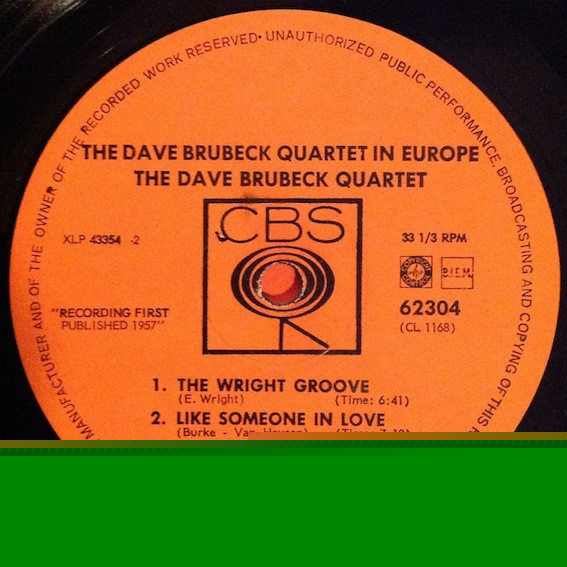 MANUFACTURER AND OF THE OWNER OF THE RECORDED WORK RESERVED • UNAUTHORIZED PUBLIC PERFORMANCE, BROADCASTING AND COPYING OF THIS
THE DAVE BRUBECK QUARTET IN EUROPE
THE DAVE BRUBECK QUARTET
CBS
XLP 43354 -2
33 1/3 RPM
B.I.E.M.
"RECORDING FIRST
PUBLISHED 1957"
62304
(CL 1168)
1. THE WRIGHT GROOVE
(E. Wright) (Time: 6:41)
2. LIKE SOMEONE IN LOVE
(Burke - Van